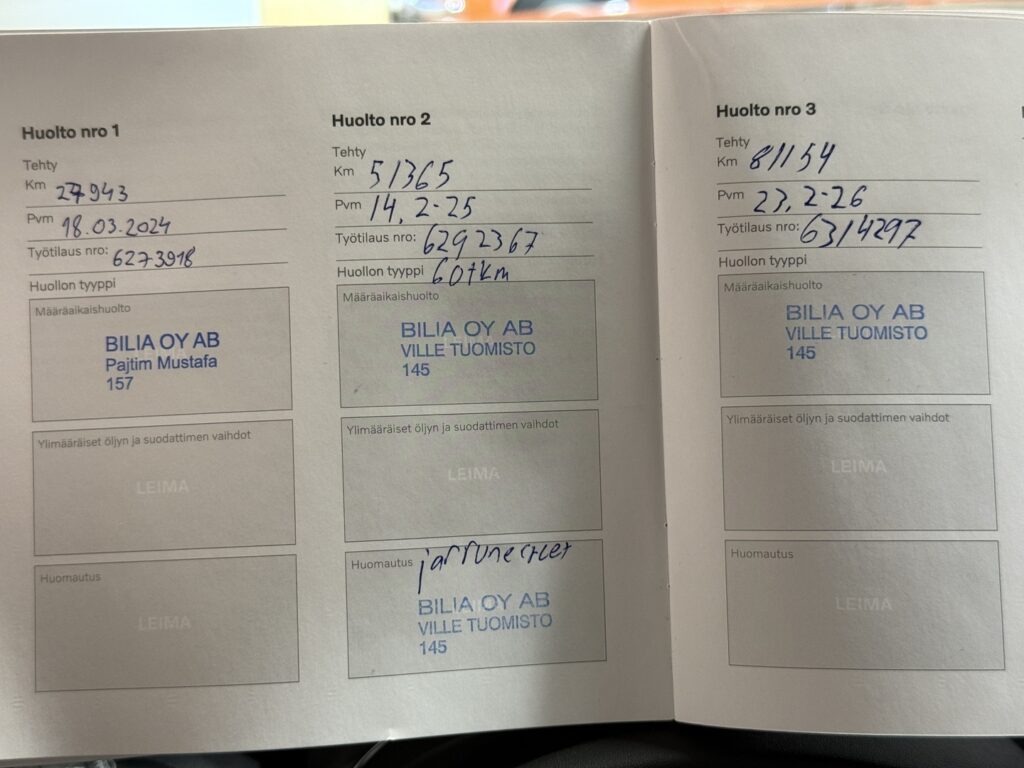 Huolto nro 1
Tehty
Km 27943
Pvm 18.03.2024
Työtilaus nro: 6273918
Huollon tyyppi
Määräaikaishuolto
BILIA OY AB
Pajtim Mustafa
157
Ylimääräiset öljyn ja suodattimen vaihdot
LEIMA
Huomautus
LEIMA
Huolto nro 2
Tehty
Km 51365
Pvm 14.2-25
Työtilaus nro: 6292367
Huollon tyyppi 60tkm
Määräaikaishuolto
BILIA OY AB
VILLE TUOMISTO
145
Ylimääräiset öljyn ja suodattimen vaihdot
LEIMA
Huomautus jarruneste
BILIA OY AB
VILLE TUOMISTO
145
Huolto nro 3
Tehty
Km 81154
Pvm 23.2-26
Työtilaus nro: 6314297
Huollon tyyppi
Määräaikaishuolto
BILIA OY AB
VILLE TUOMISTO
145
Ylimääräiset öljyn ja suodattimen vaihdot
LEIMA
Huomautus
LEIMA